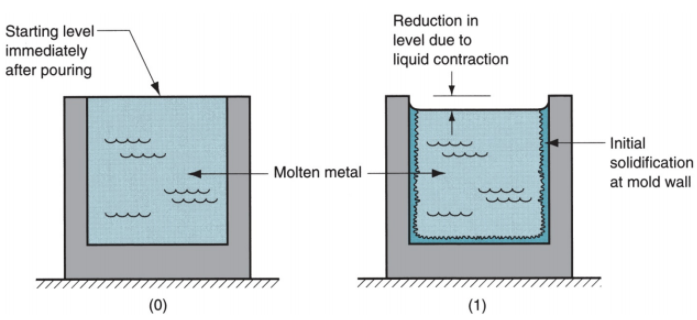 Starting level
immediately
after pouring
Reduction in
level due to
liquid contraction
Molten metal
Initial
solidification
at mold wall
(0)
(1)